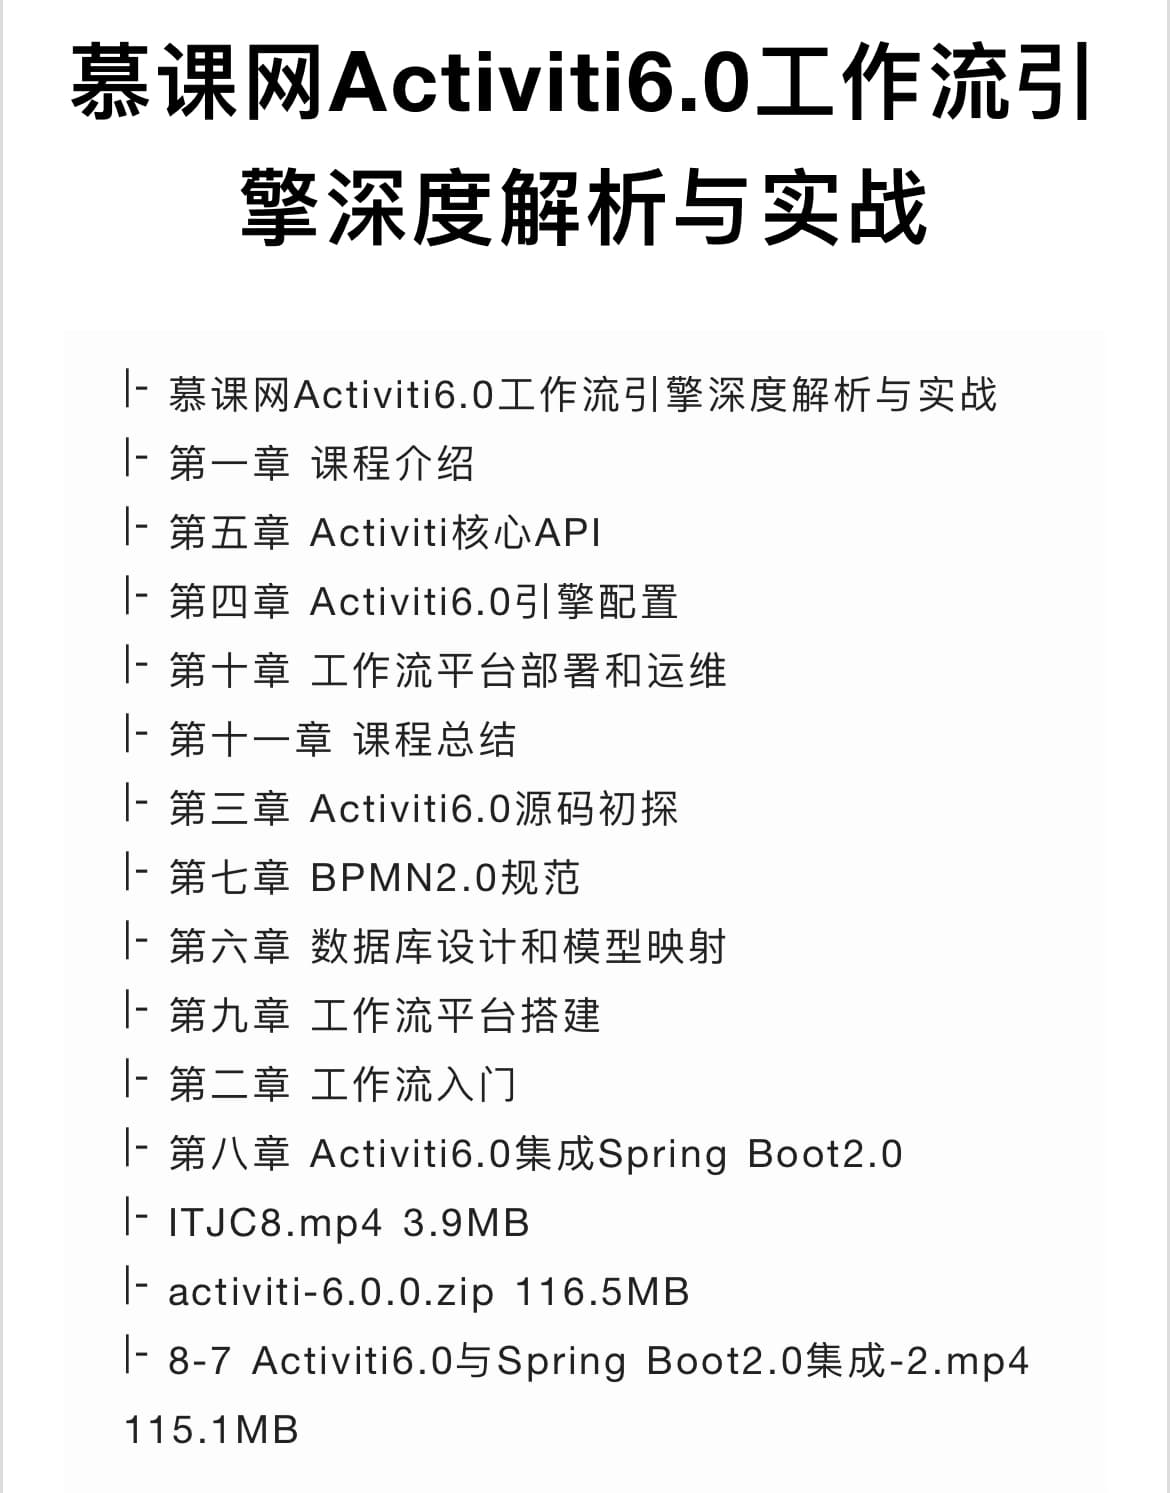 慕课网Activiti6.0工作流引
擎深度解析与实战
|- 慕课网Activiti6.0工作流引擎深度解析与实战
|- 第一章 课程介绍
|- 第五章 Activiti核心API
|- 第四章 Activiti6.0引擎配置
|- 第十章 工作流平台部署和运维
|- 第十一章 课程总结
|- 第三章 Activiti6.0源码初探
|- 第七章 BPMN2.0规范
|- 第六章 数据库设计和模型映射
|- 第九章 工作流平台搭建
|- 第二章 工作流入门
|- 第八章 Activiti6.0集成Spring Boot2.0
|- ITJC8.mp4 3.9MB
|- activiti-6.0.0.zip 116.5MB
|- 8-7 Activiti6.0与Spring Boot2.0集成-2.mp4
115.1MB